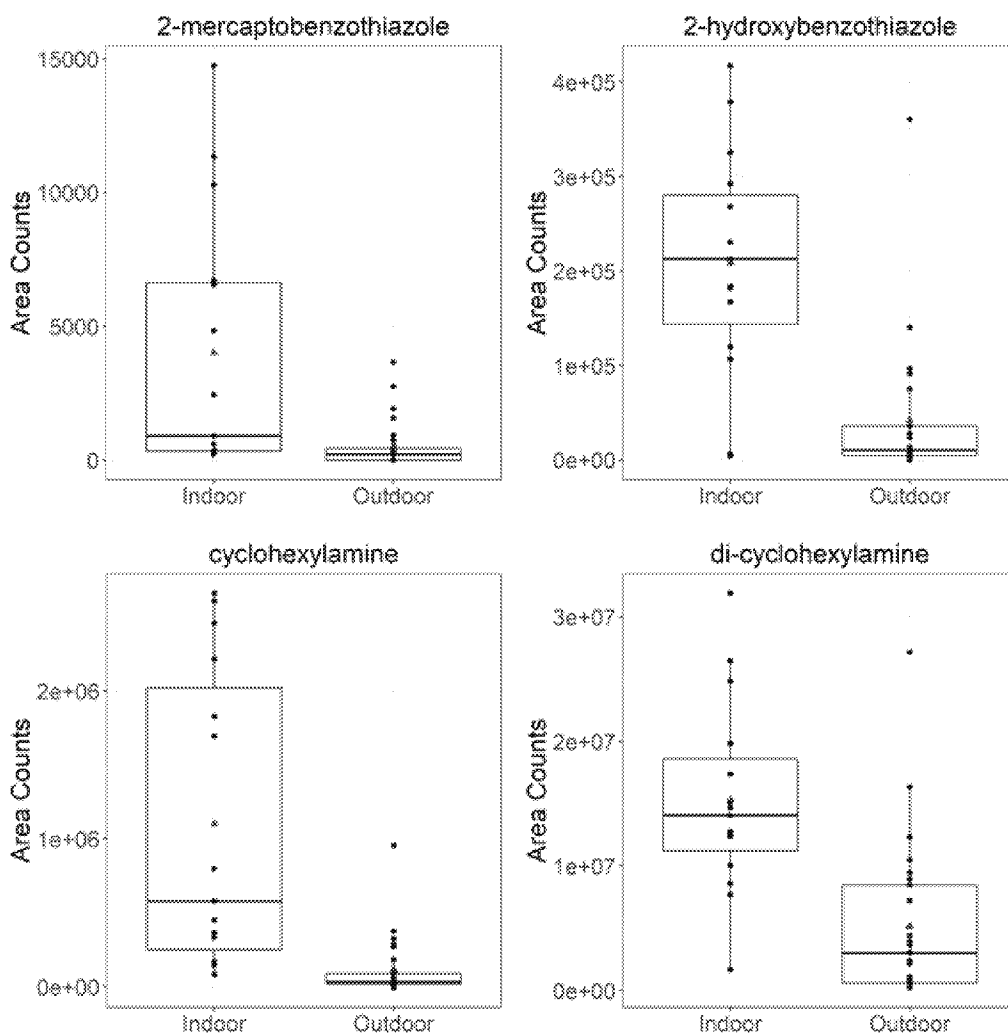 2-mercaptobenzothiazole
15000
10000
5000
0
Area Counts
Indoor
Outdoor
2-hydroxybenzothiazole
4e+05
3e+05
2e+05
1e+05
0e+00
Area Counts
Indoor
Outdoor
cyclohexylamine
2e+06
1e+06
0e+00
Area Counts
Indoor
Outdoor
di-cyclohexylamine
3e+07
2e+07
1e+07
0e+00
Area Counts
Indoor
Outdoor